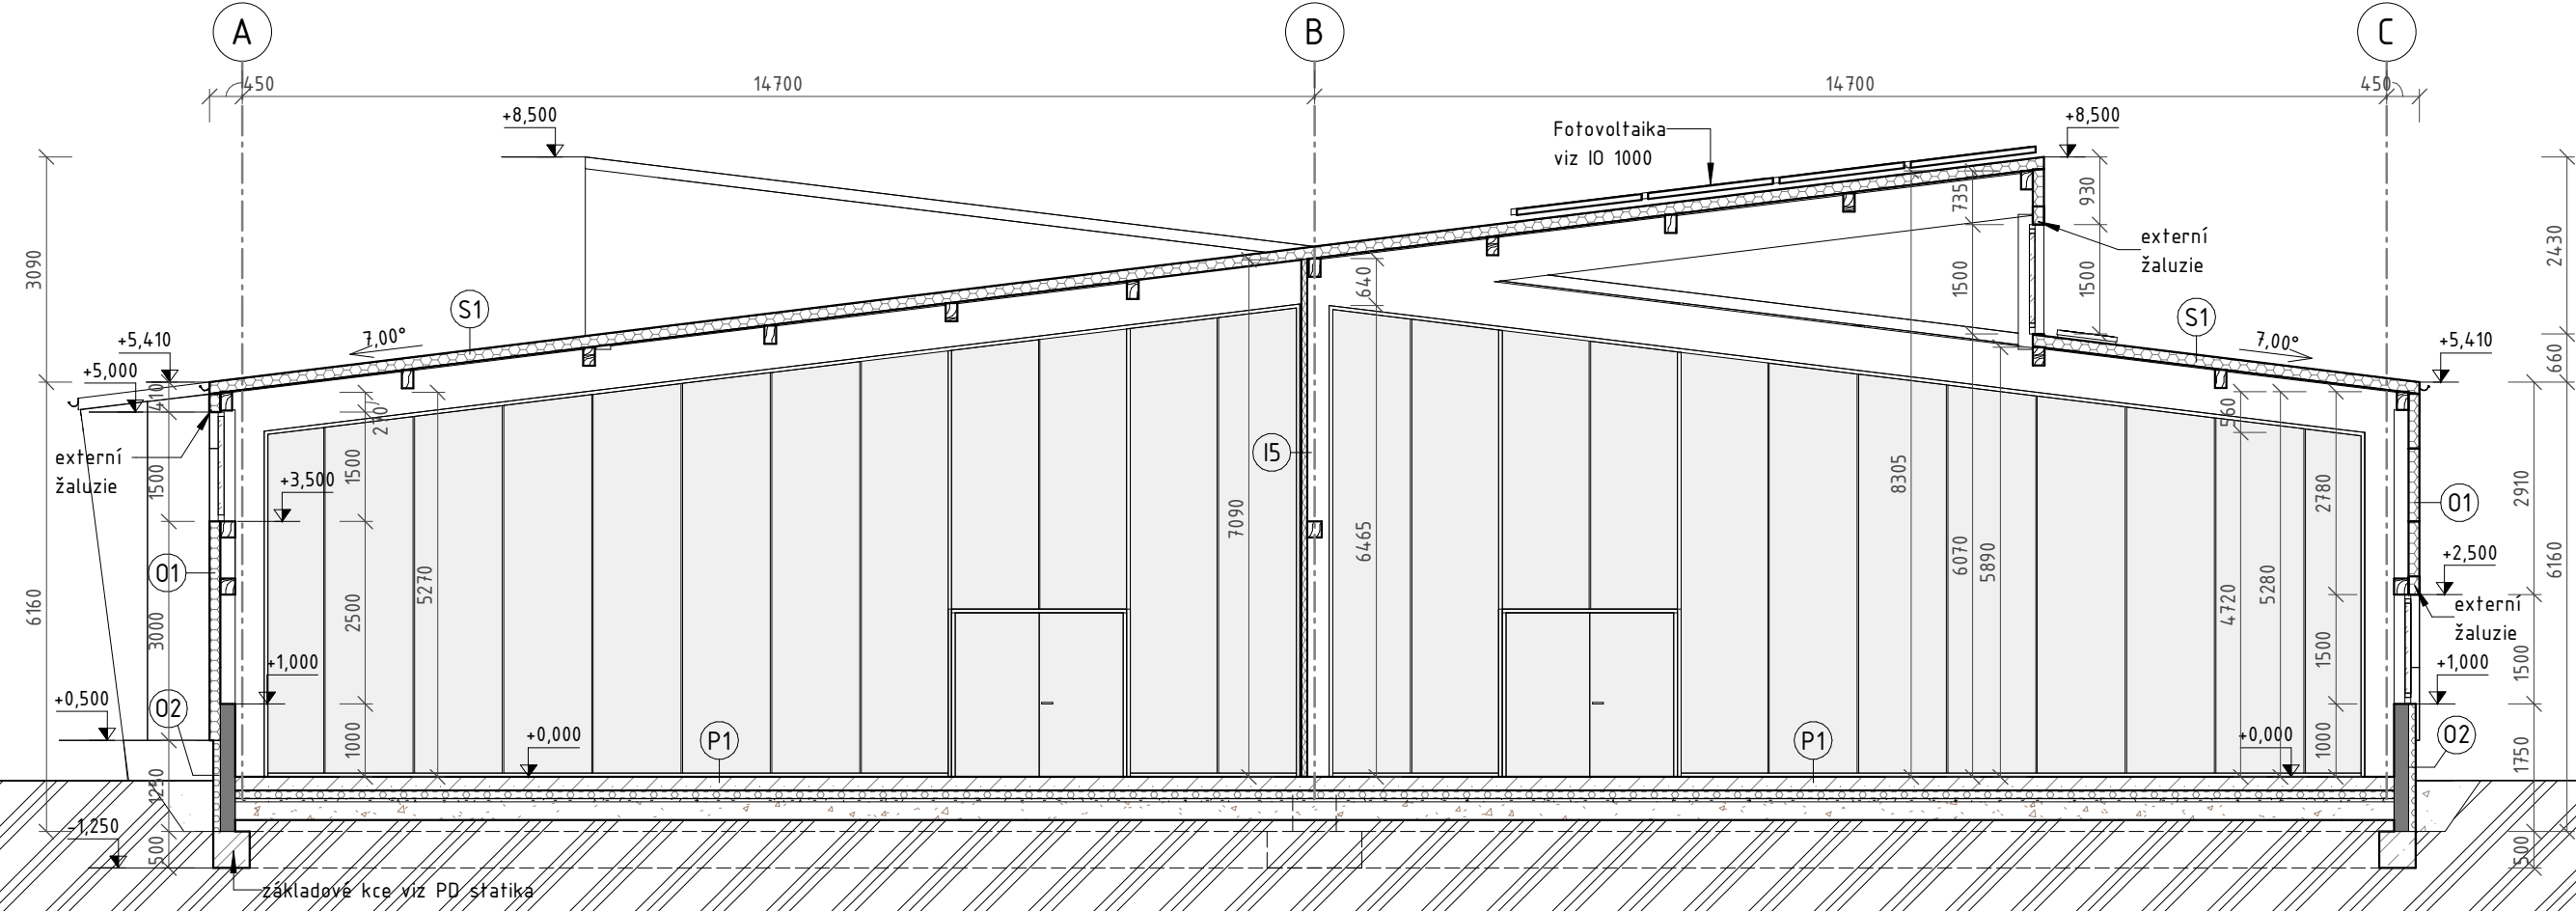 A
B
C
450
14700
14700
450
+8,500
+8,500
Fotovoltaika
viz IO 1000
3090
735
930
2430
externí
žaluzie
640
1500
1500
S1
S1
7,00°
7,00°
660
+5,410
+5,410
+5,000
410
210
560
externí
žaluzie
1500
1500
I5
+3,500
8305
2780
2910
O1
7090
6465
6070
5890
+2,500
6160
5270
O1
2500
3000
4720
5280
6160
externí
žaluzie
+1,000
1500
+1,000
1500
+0,500
O2
1000
+0,000
P1
P1
+0,000
1000
O2
1750
1250
-1,250
500
500
základové kce viz PD statika